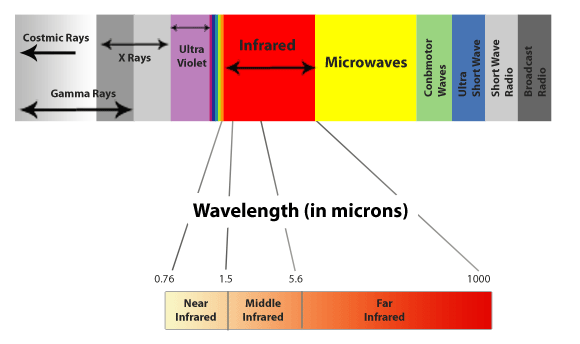 Costmic Rays
X Rays
Gamma Rays
Ultra
Violet
Infrared
Microwaves
Conbmotor
Waves
Ultra
Short Wave
Short Wave
Radio
Broadcast
Radio
Wavelength (in microns)
0.76
1.5
5.6
1000
Near
Infrared
Middle
Infrared
Far
Infrared